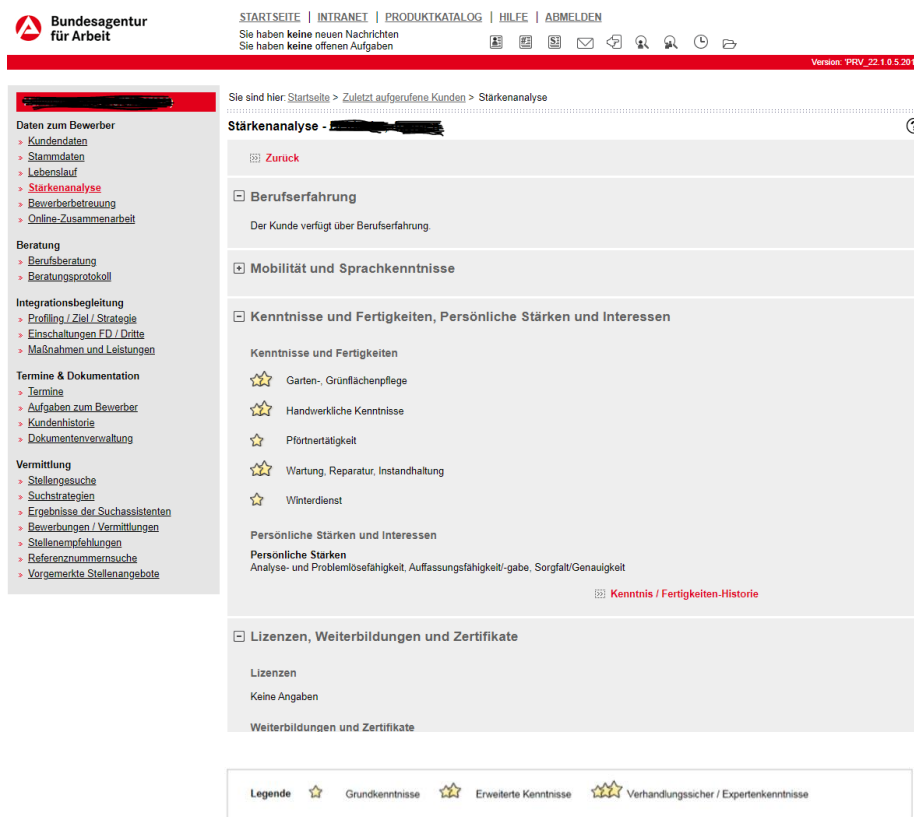 Bundesagentur
für Arbeit
STARTSEITE | INTRANET | PRODUKTKATALOG | HILFE | ABMELDEN
Sie haben keine neuen Nachrichten
Sie haben keine offenen Aufgaben
Version: 'PRV_22.1.0.5.201
Sie sind hier: Startseite > Zuletzt aufgerufene Kunden > Stärkenanalyse
Daten zum Bewerber
» Kundendaten
» Stammdaten
» Lebenslauf
» Stärkenanalyse
» Bewerberbetreuung
» Online-Zusammenarbeit
Beratung
» Berufsberatung
» Beratungsprotokoll
Integrationsbegleitung
» Profiling / Ziel / Strategie
» Einschaltungen FD / Dritte
» Maßnahmen und Leistungen
Termine & Dokumentation
» Termine
» Aufgaben zum Bewerber
» Kundenhistorie
» Dokumentenverwaltung
Vermittlung
» Stellengesuche
» Suchstrategien
» Ergebnisse der Suchassistenten
» Bewerbungen / Vermittlungen
» Stellenempfehlungen
» Referenznummernsuche
» Vorgemerkte Stellenangebote
Stärkenanalyse -
Zurück
Berufserfahrung
Der Kunde verfügt über Berufserfahrung.
Mobilität und Sprachkenntnisse
Kenntnisse und Fertigkeiten, Persönliche Stärken und Interessen
Kenntnisse und Fertigkeiten
Garten-, Grünflächenpflege
Handwerkliche Kenntnisse
Pförtnertätigkeit
Wartung, Reparatur, Instandhaltung
Winterdienst
Persönliche Stärken und Interessen
Persönliche Stärken
Analyse- und Problemlösefähigkeit, Auffassungsfähigkeit/-gabe, Sorgfalt/Genauigkeit
Kenntnis / Fertigkeiten-Historie
Lizenzen, Weiterbildungen und Zertifikate
Lizenzen
Keine Angaben
Weiterbildungen und Zertifikate
Legende Grundkenntnisse Erweiterte Kenntnisse Verhandlungssicher / Expertenkenntnisse